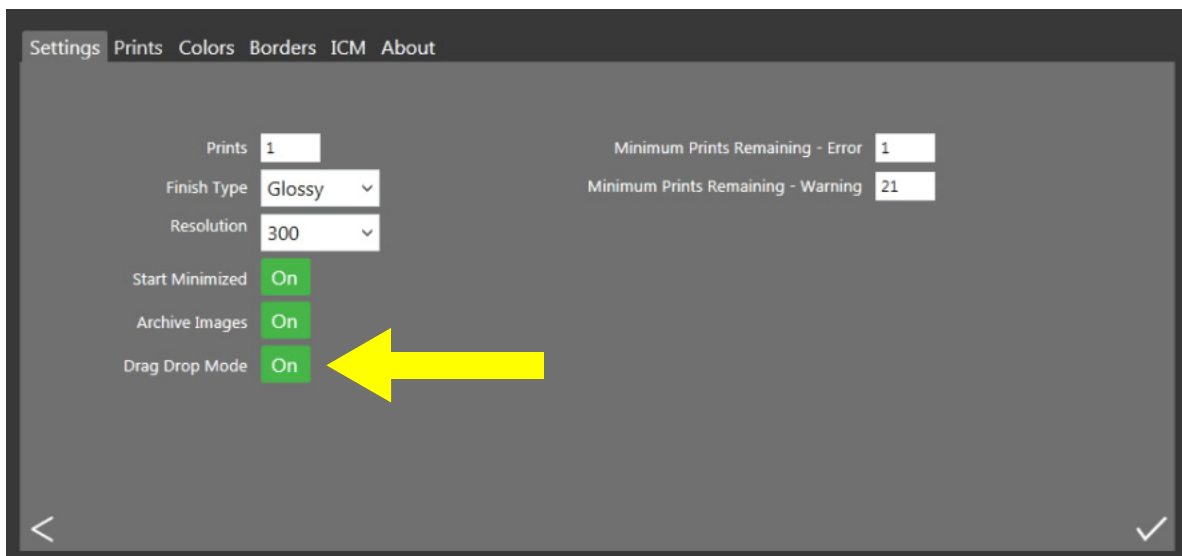 Settings Prints Colors Borders ICM About
Prints 1
Minimum Prints Remaining - Error 1
Finish Type Glossy
Minimum Prints Remaining - Warning 21
Resolution 300
Start Minimized On
Archive Images On
Drag Drop Mode On